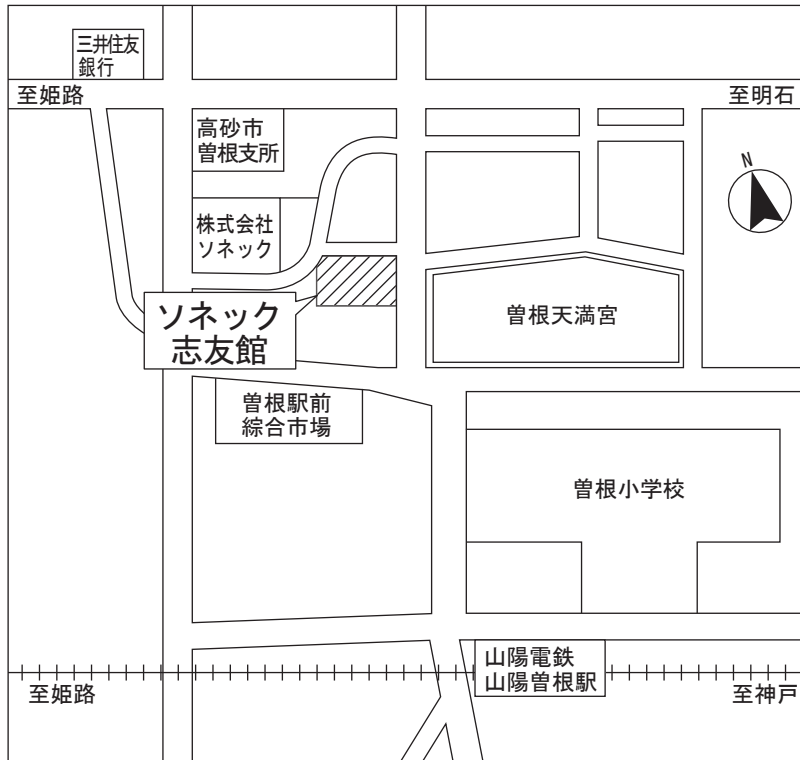 三井住友
銀行
至姫路
至明石
高砂市
曽根支所
N
株式会社
ソネック
ソネック
志友館
曽根天満宮
曽根駅前
綜合市場
曽根小学校
山陽電鉄
山陽曽根駅
至姫路
至神戸